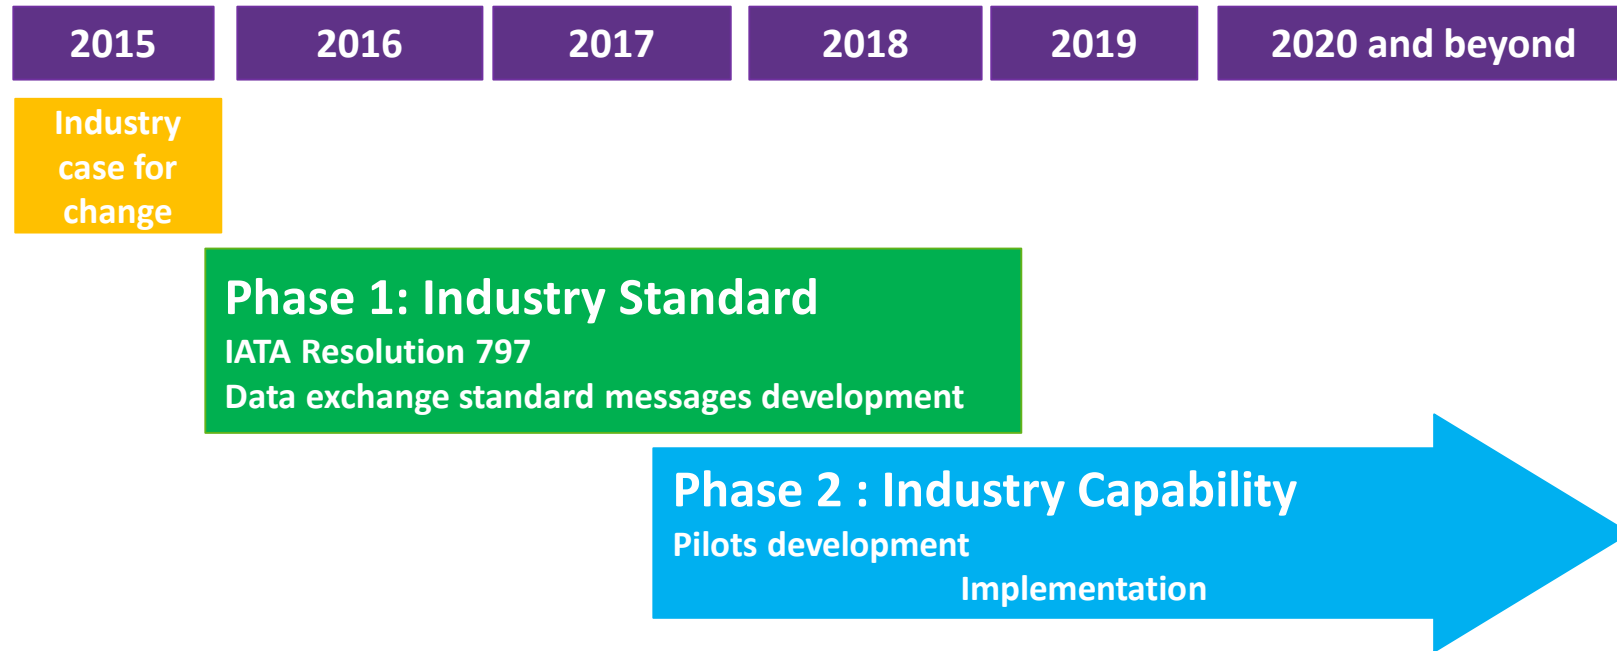 2015
2016
2017
2018
2019
2020 and beyond
Industry
case for
change
Phase 1: Industry Standard
IATA Resolution 797
Data exchange standard messages development
Phase 2 : Industry Capability
Pilots development
Implementation